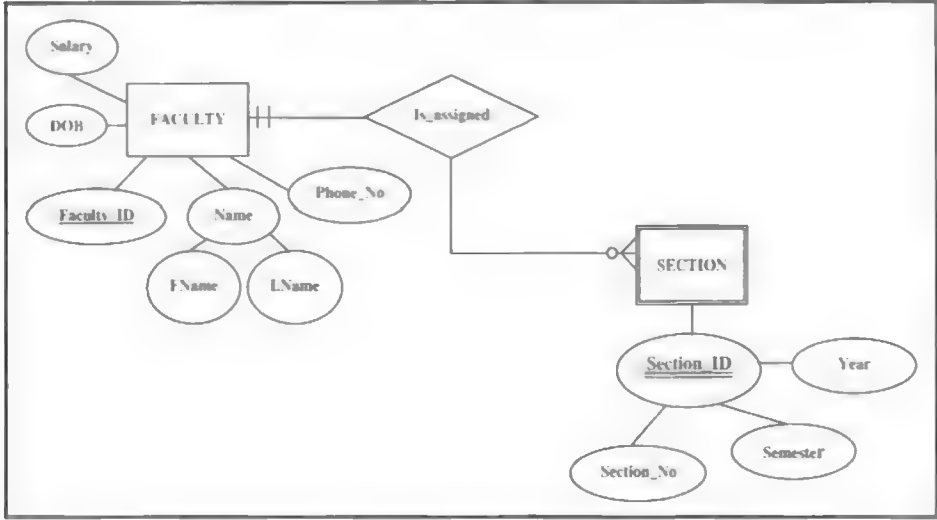 Salary
FACULTY
Is_assigned
DOB
Phone_No
Faculty_ID
Name
FName
LName
SECTION
Section_ID
Year
Semester
Section_No